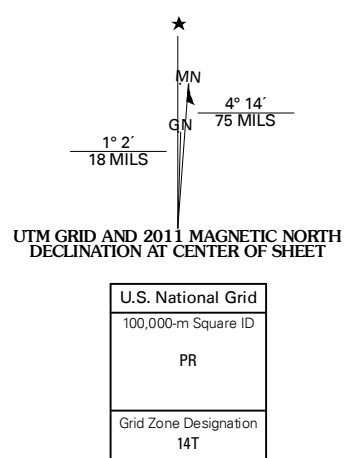 ★
MN
GN
4° 14´
75 MILS
1° 2´
18 MILS
UTM GRID AND 2011 MAGNETIC NORTH
DECLINATION AT CENTER OF SHEET
U.S. National Grid
100,000-m Square ID
PR
Grid Zone Designation
14T